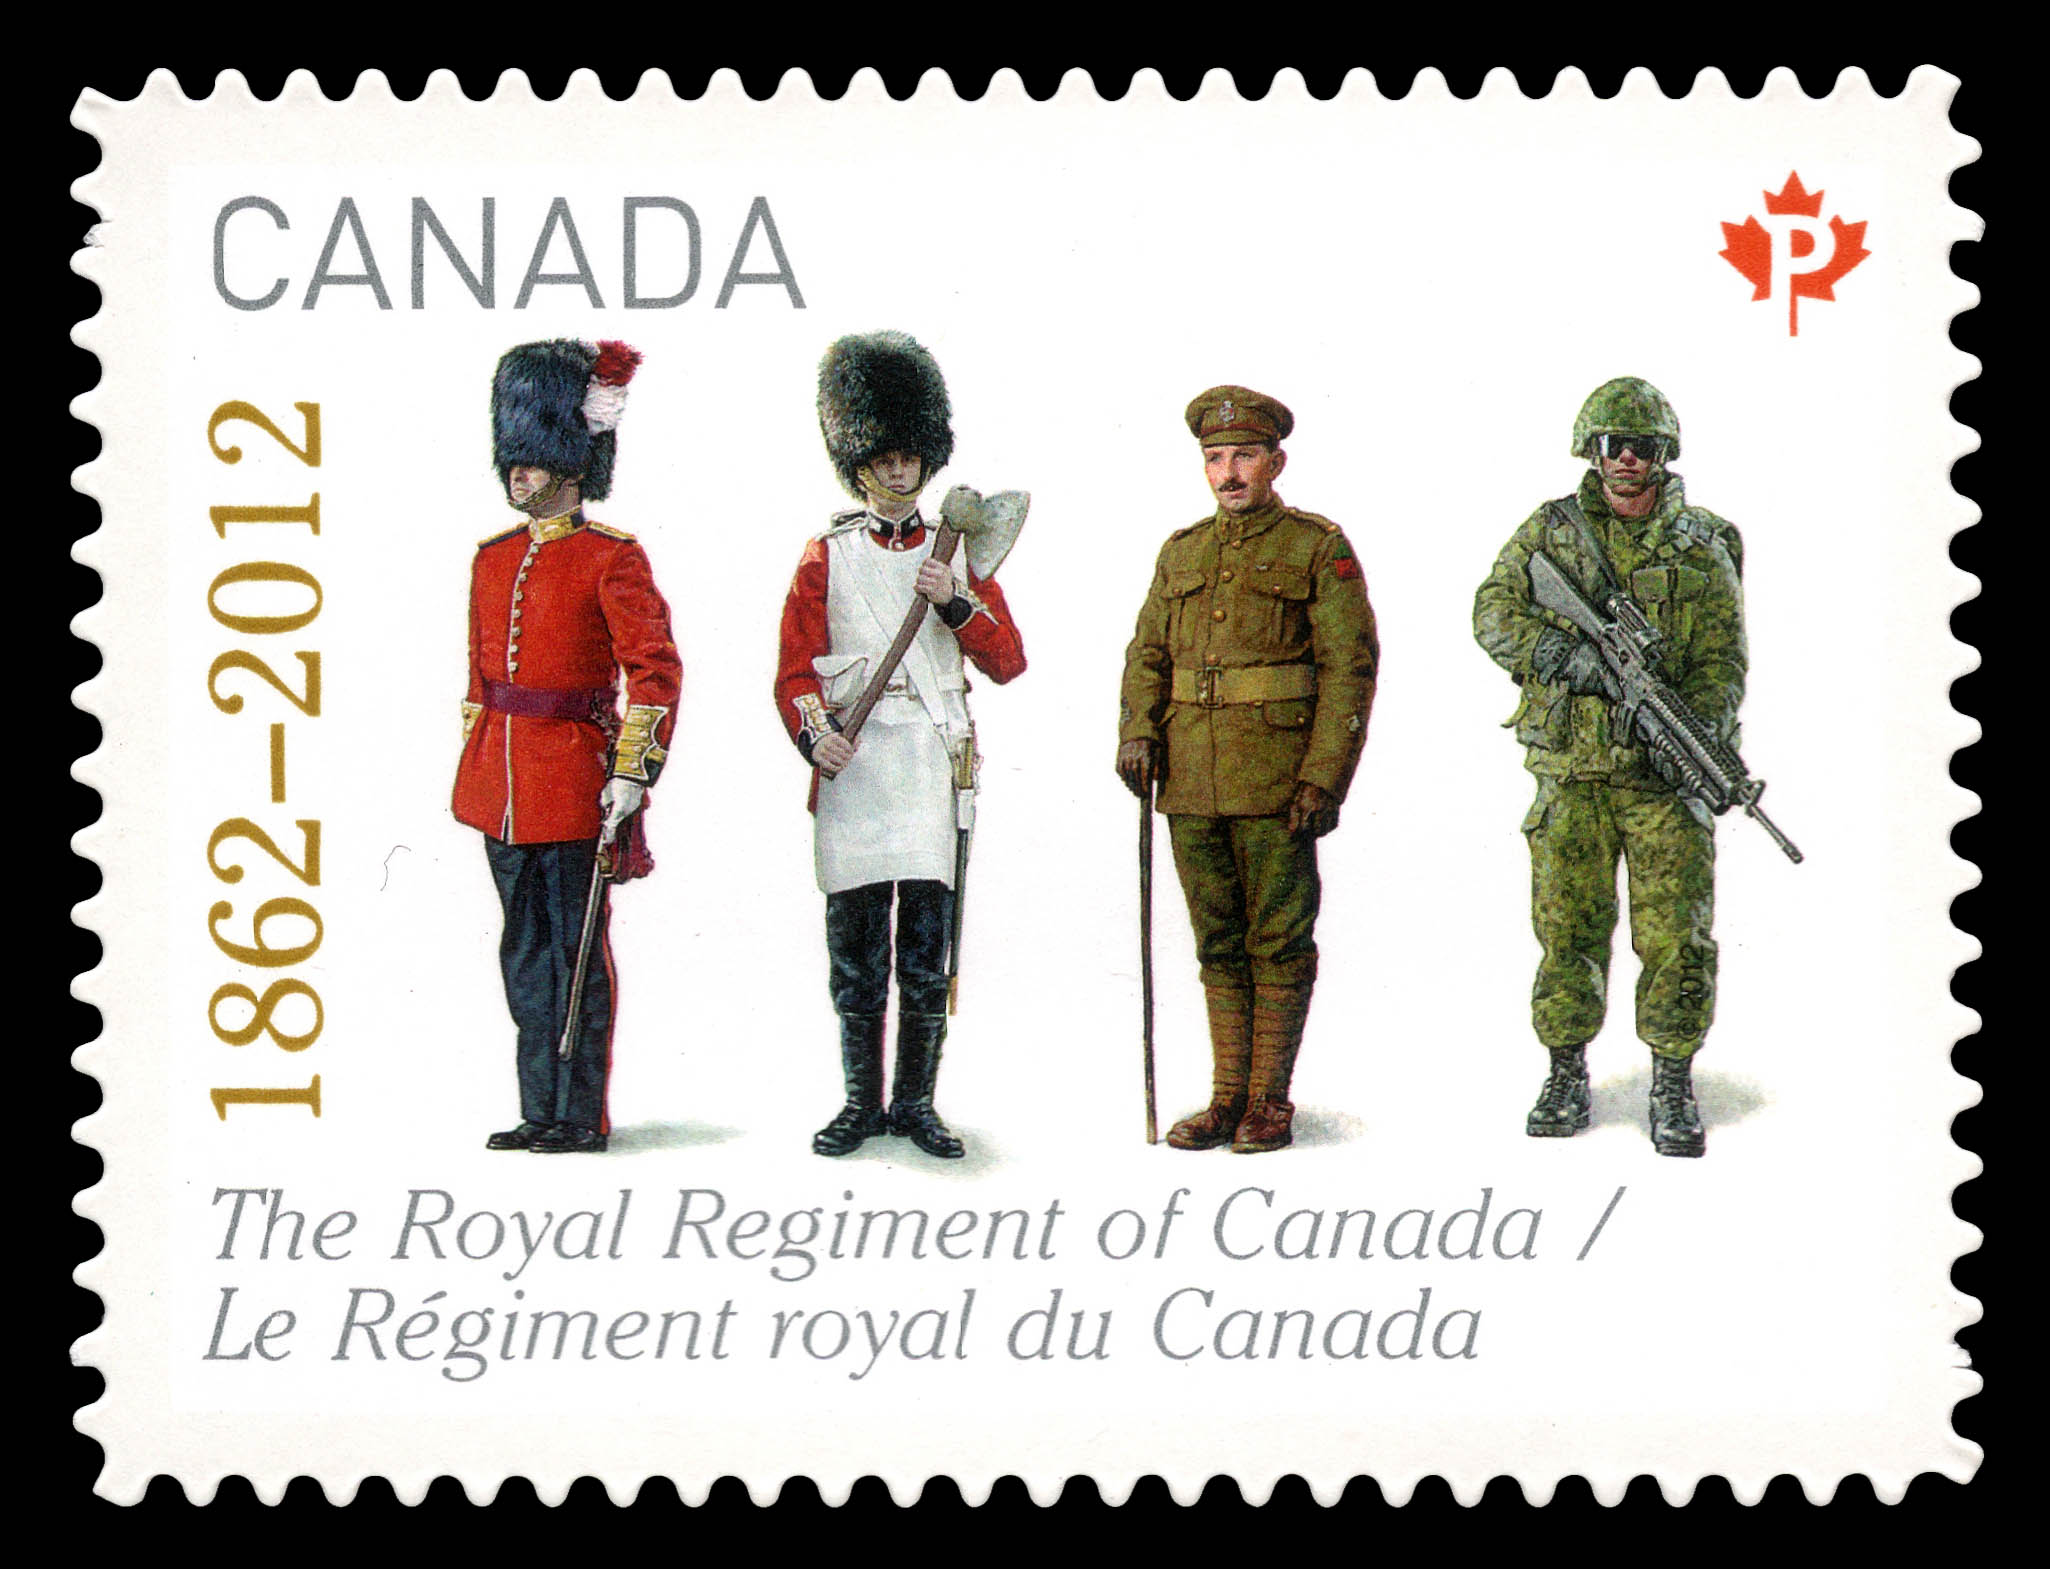 CANADA
P
1862–2012
© 2012
The Royal Regiment of Canada /
Le Régiment royal du Canada